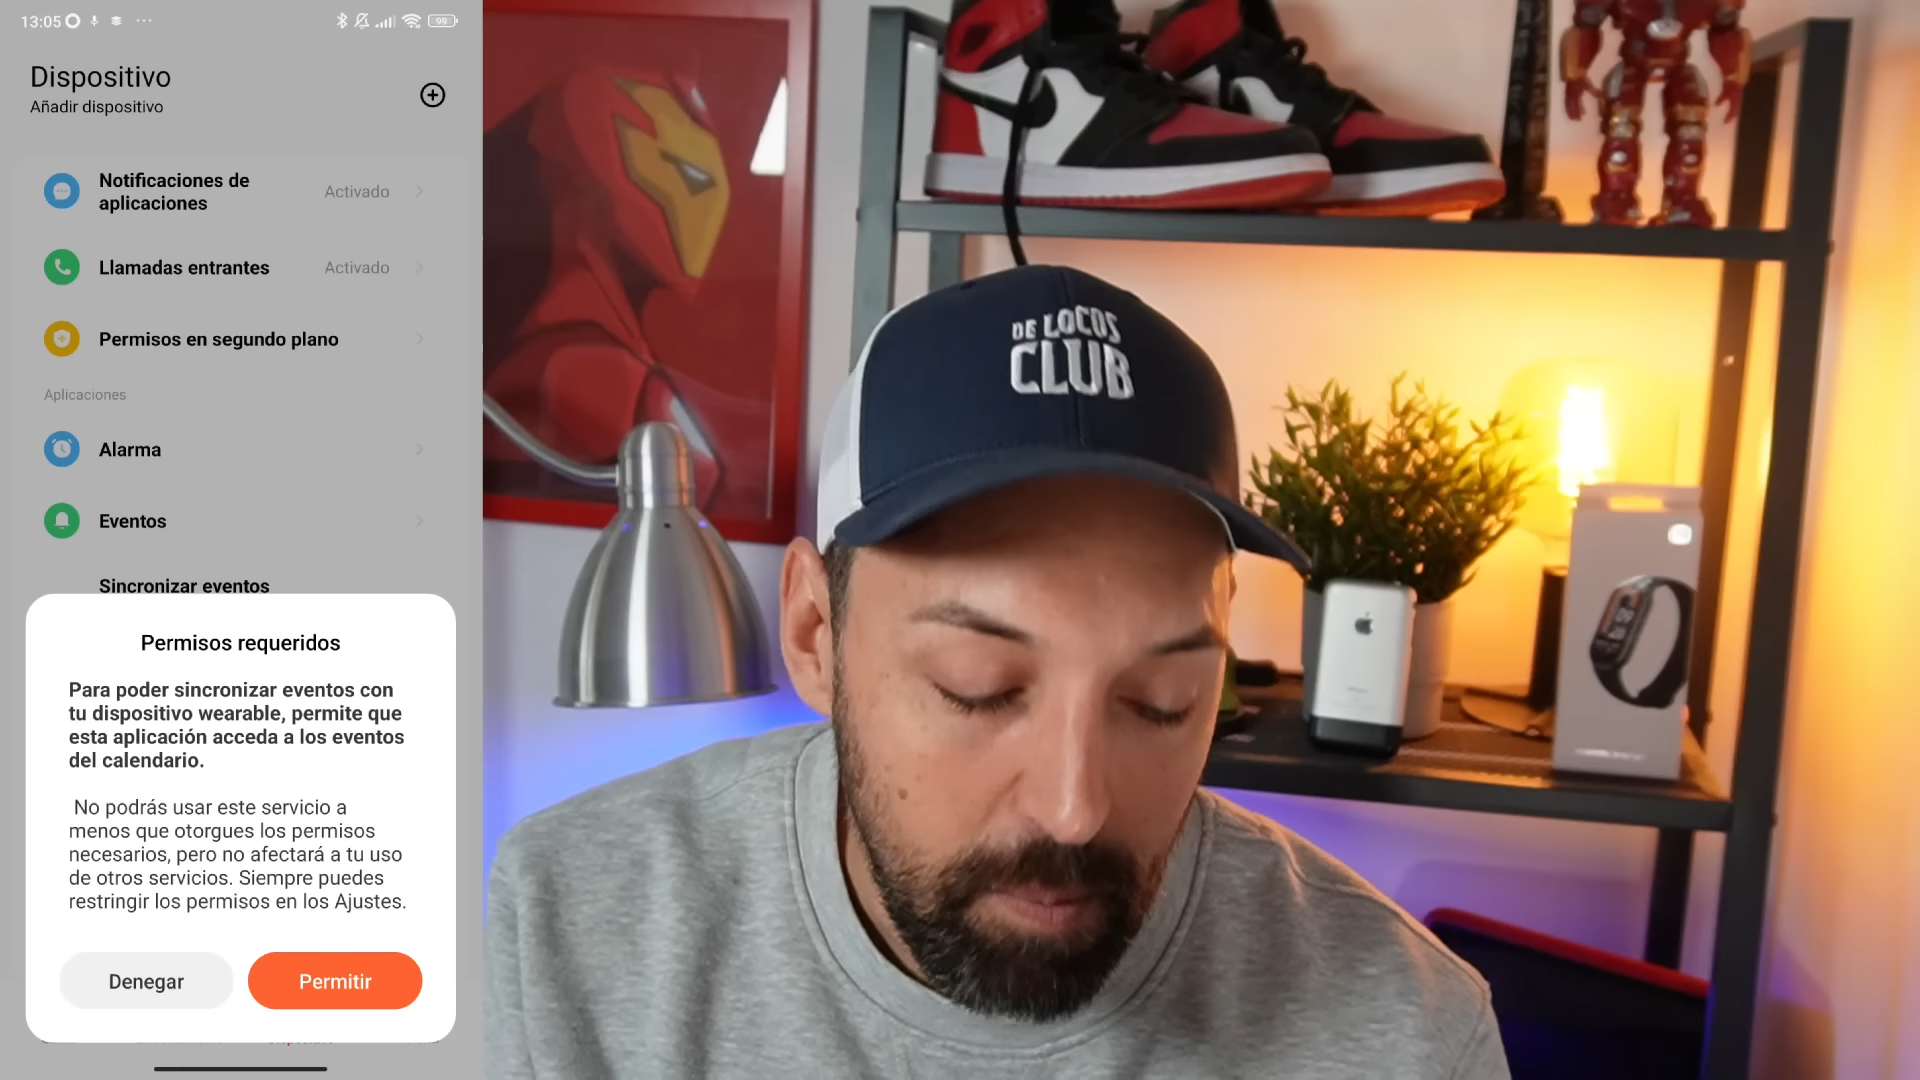 13:05
99
Dispositivo
Añadir dispositivo
Notificaciones de
aplicaciones
Activado
Llamadas entrantes
Activado
Permisos en segundo plano
Aplicaciones
Alarma
Eventos
Sincronizar eventos
Permisos requeridos
Para poder sincronizar eventos con
tu dispositivo wearable, permite que
esta aplicación acceda a los eventos
del calendario.
No podrás usar este servicio a
menos que otorgues los permisos
necesarios, pero no afectará a tu uso
de otros servicios. Siempre puedes
restringir los permisos en los Ajustes.
Denegar
Permitir
DE LOCOS
CLUB